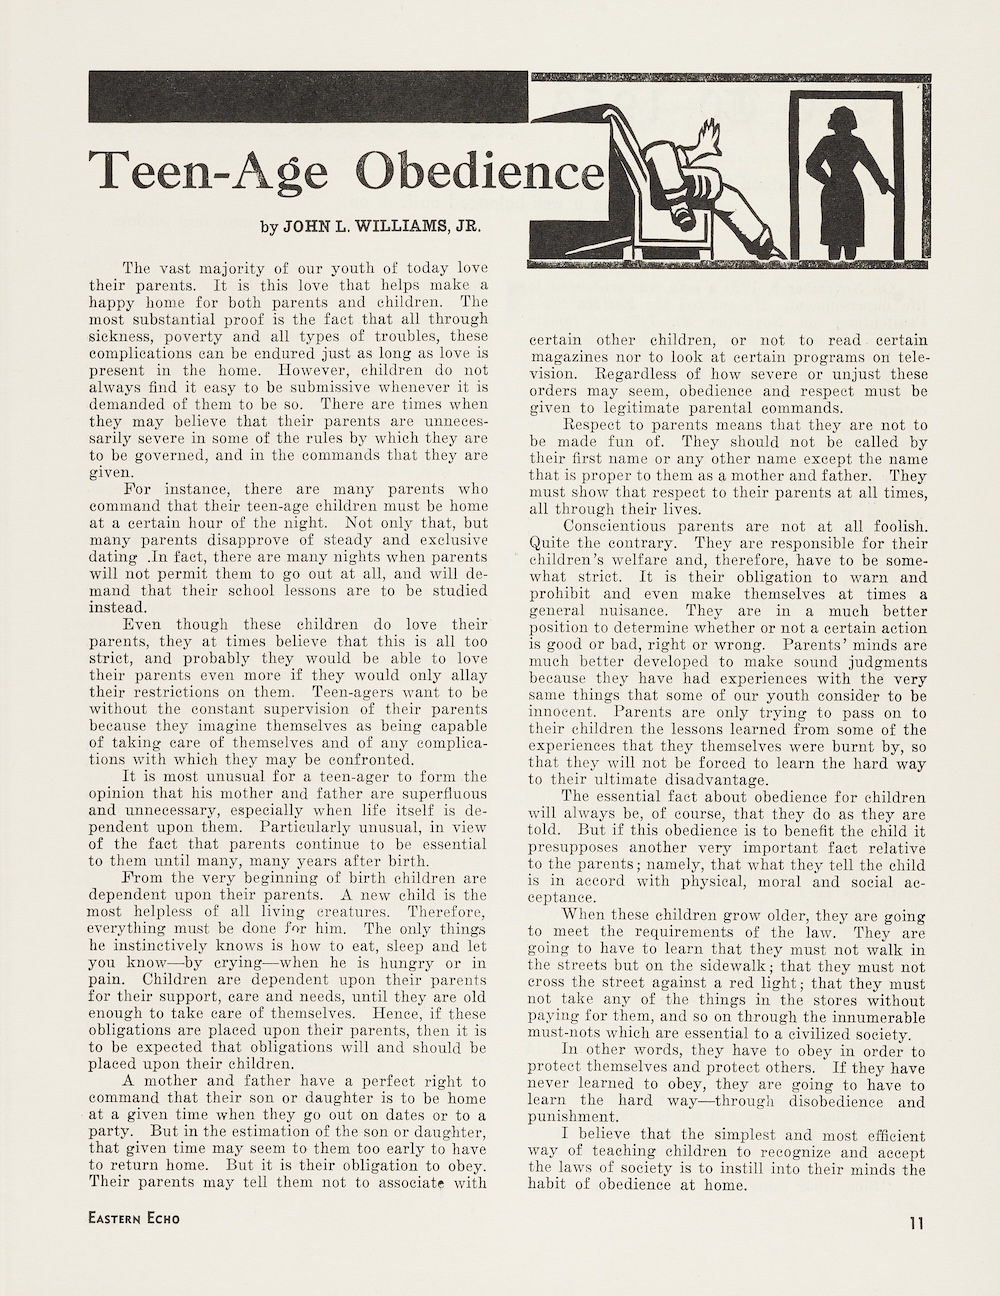 Teen-Age Obedience
by JOHN L. WILLIAMS, JR.
The vast majority of our youth of today love
their parents. It is this love that helps make a
happy home for both parents and children. The
most substantial proof is the fact that all through
sickness, poverty and all types of troubles, these
complications can be endured just as long as love is
present in the home. However, children do not
always find it easy to be submissive whenever it is
demanded of them to be so. There are times when
they may believe that their parents are unneces-
sarily severe in some of the rules by which they are
to be governed, and in the commands that they are
given.
For instance, there are many parents who
command that their teen-age children must be home
at a certain hour of the night. Not only that, but
many parents disapprove of steady and exclusive
dating .In fact, there are many nights when parents
will not permit them to go out at all, and will de-
mand that their school lessons are to be studied
instead.
Even though these children do love their
parents, they at times believe that this is all too
strict, and probably they would be able to love
their parents even more if they would only allay
their restrictions on them. Teen-agers want to be
without the constant supervision of their parents
because they imagine themselves as being capable
of taking care of themselves and of any complica-
tions with which they may be confronted.
It is most unusual for a teen-ager to form the
opinion that his mother and father are superfluous
and unnecessary, especially when life itself is de-
pendent upon them. Particularly unusual, in view
of the fact that parents continue to be essential
to them until many, many years after birth.
From the very beginning of birth children are
dependent upon their parents. A new child is the
most helpless of all living creatures. Therefore,
everything must be done for him. The only things
he instinctively knows is how to eat, sleep and let
you know—by crying—when he is hungry or in
pain. Children are dependent upon their parents
for their support, care and needs, until they are old
enough to take care of themselves. Hence, if these
obligations are placed upon their parents, then it is
to be expected that obligations will and should be
placed upon their children.
A mother and father have a perfect right to
command that their son or daughter is to be home
at a given time when they go out on dates or to a
party. But in the estimation of the son or daughter,
that given time may seem to them too early to have
to return home. But it is their obligation to obey.
Their parents may tell them not to associate with
certain other children, or not to read certain
magazines nor to look at certain programs on tele-
vision. Regardless of how severe or unjust these
orders may seem, obedience and respect must be
given to legitimate parental commands.
Respect to parents means that they are not to
be made fun of. They should not be called by
their first name or any other name except the name
that is proper to them as a mother and father. They
must show that respect to their parents at all times,
all through their lives.
Conscientious parents are not at all foolish.
Quite the contrary. They are responsible for their
children's welfare and, therefore, have to be some-
what strict. It is their obligation to warn and
prohibit and even make themselves at times a
general nuisance. They are in a much better
position to determine whether or not a certain action
is good or bad, right or wrong. Parents' minds are
much better developed to make sound judgments
because they have had experiences with the very
same things that some of our youth consider to be
innocent. Parents are only trying to pass on to
their children the lessons learned from some of the
experiences that they themselves were burnt by, so
that they will not be forced to learn the hard way
to their ultimate disadvantage.
The essential fact about obedience for children
will always be, of course, that they do as they are
told. But if this obedience is to benefit the child it
presupposes another very important fact relative
to the parents; namely, that what they tell the child
is in accord with physical, moral and social ac-
ceptance.
When these children grow older, they are going
to meet the requirements of the law. They are
going to have to learn that they must not walk in
the streets but on the sidewalk; that they must not
cross the street against a red light; that they must
not take any of the things in the stores without
paying for them, and so on through the innumerable
must-nots which are essential to a civilized society.
In other words, they have to obey in order to
protect themselves and protect others. If they have
never learned to obey, they are going to have to
learn the hard way—through disobedience and
punishment.
I believe that the simplest and most efficient
way of teaching children to recognize and accept
the laws of society is to instill into their minds the
habit of obedience at home.
EASTERN ECHO
11